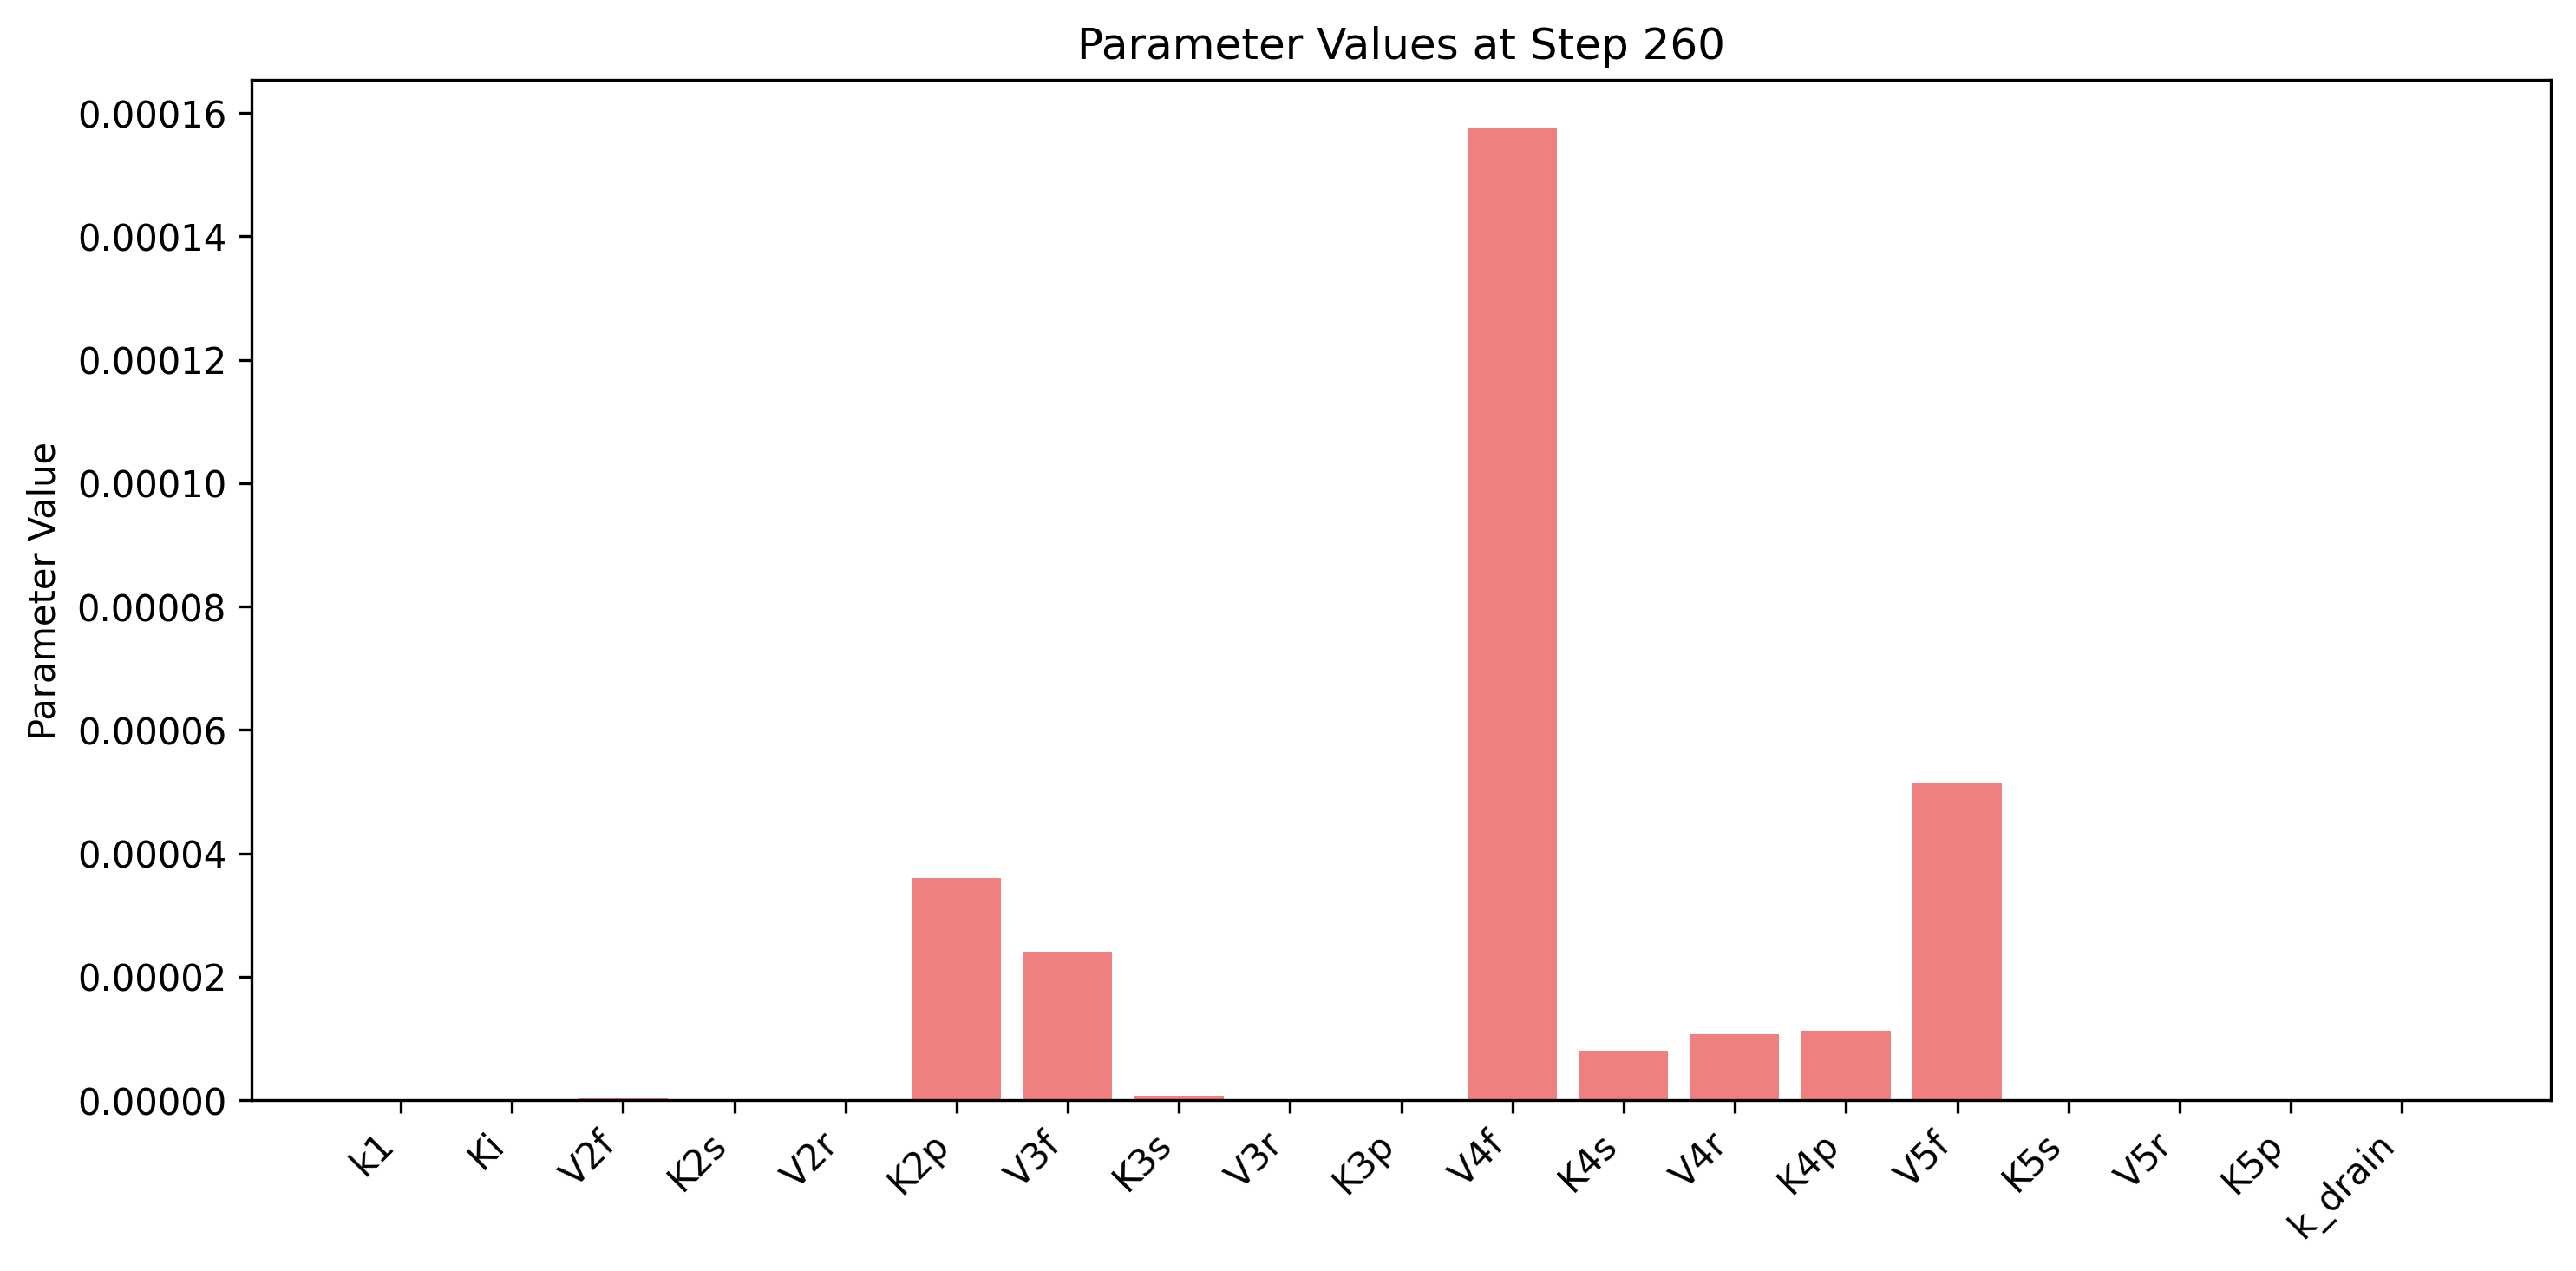 Parameter Values at Step 260
Parameter Value
0.00016
0.00014
0.00012
0.00010
0.00008
0.00006
0.00004
0.00002
0.00000
k1
Ki
V2f
K2s
V2r
K2p
V3f
K3s
V3r
K3p
V4f
K4s
V4r
K4p
V5f
K5s
V5r
K5p
k_drain